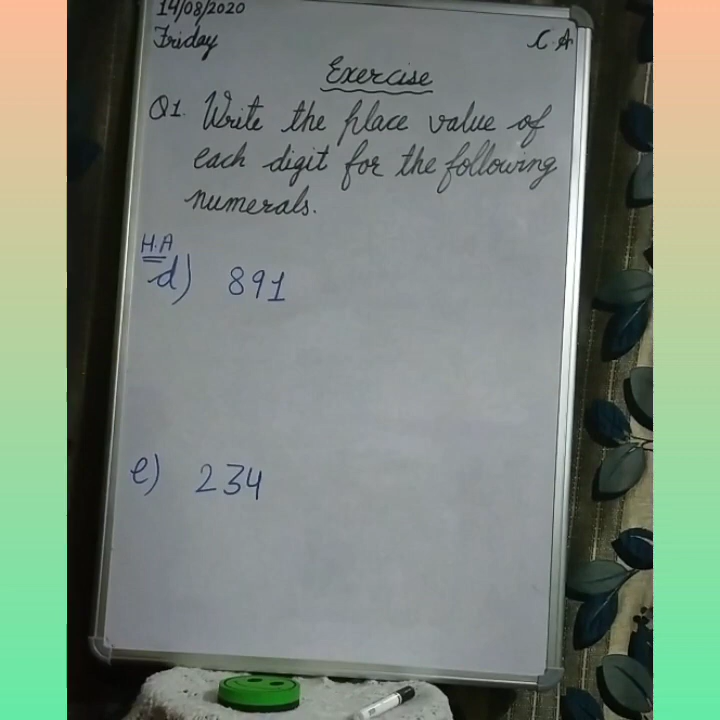 14/08/2020
Friday
C.A
Exercise
Q1. Write the place value of
each digit for the following
numerals.
H.A
d) 891
e) 234